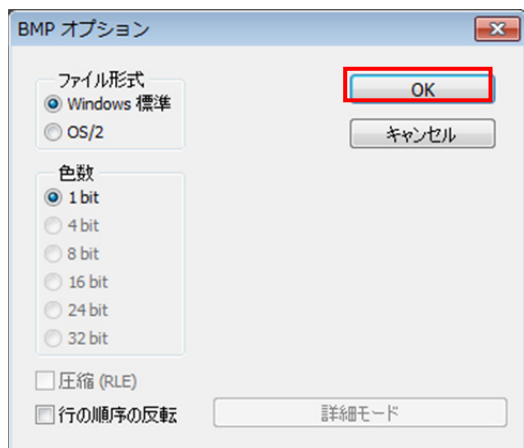 BMP オプション
ファイル形式
Windows 標準
OS/2
OK
キャンセル
色数
1 bit
4 bit
8 bit
16 bit
24 bit
32 bit
圧縮 (RLE)
行の順序の反転
詳細モード